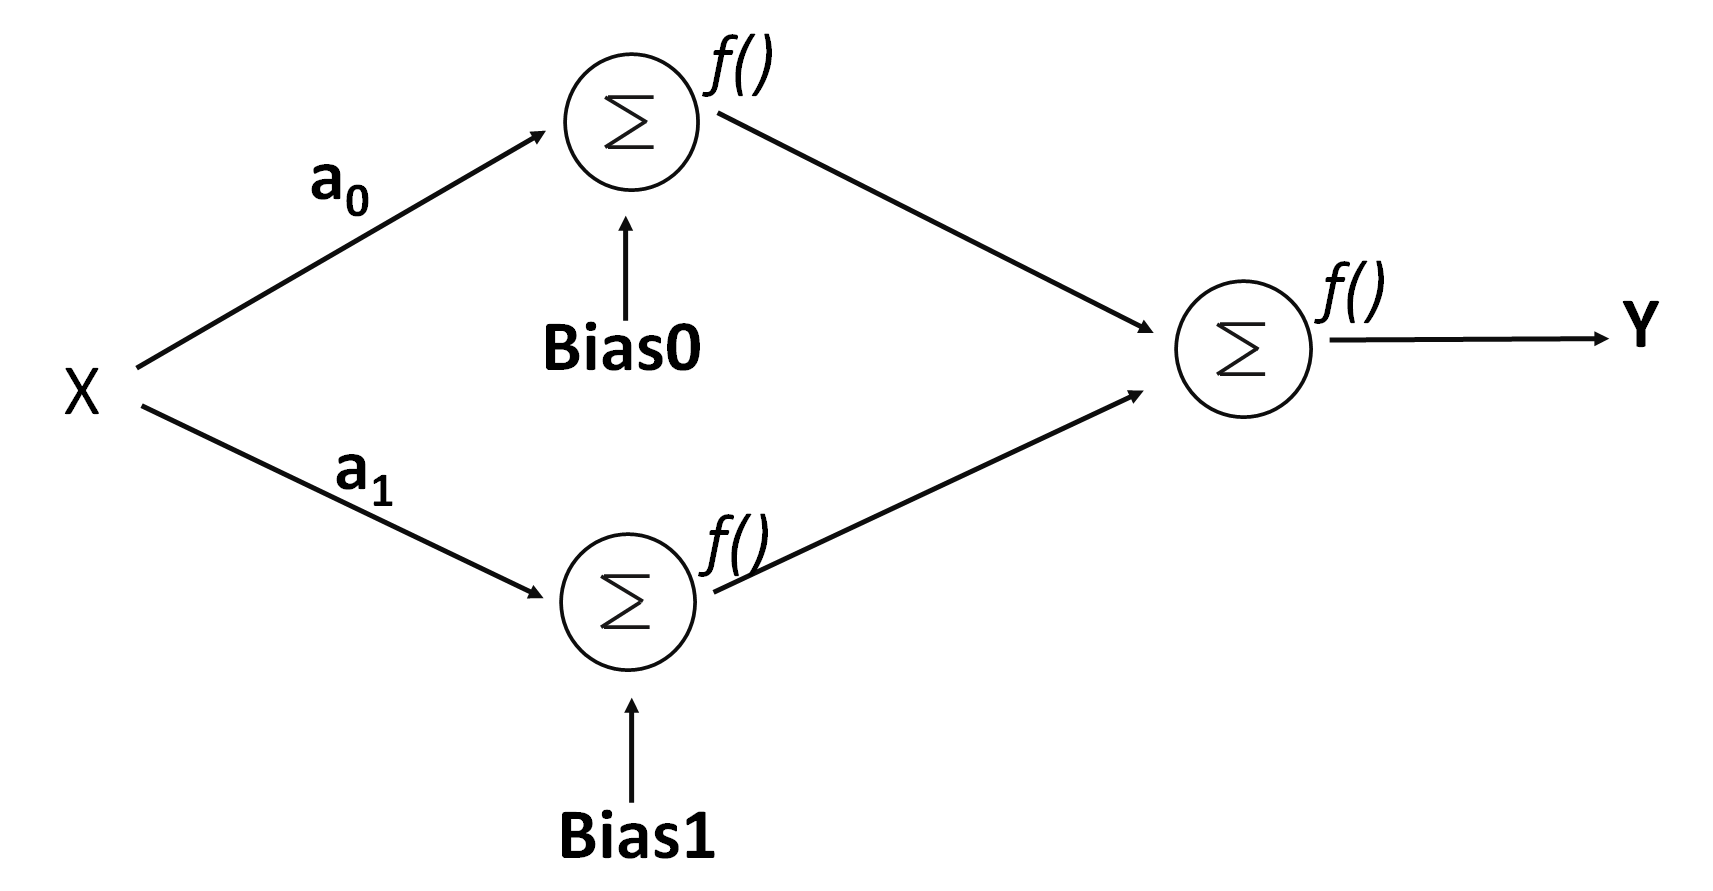 f()
∑
a₀
f()
Bias0
Y
∑
X
a₁
f()
∑
Bias1